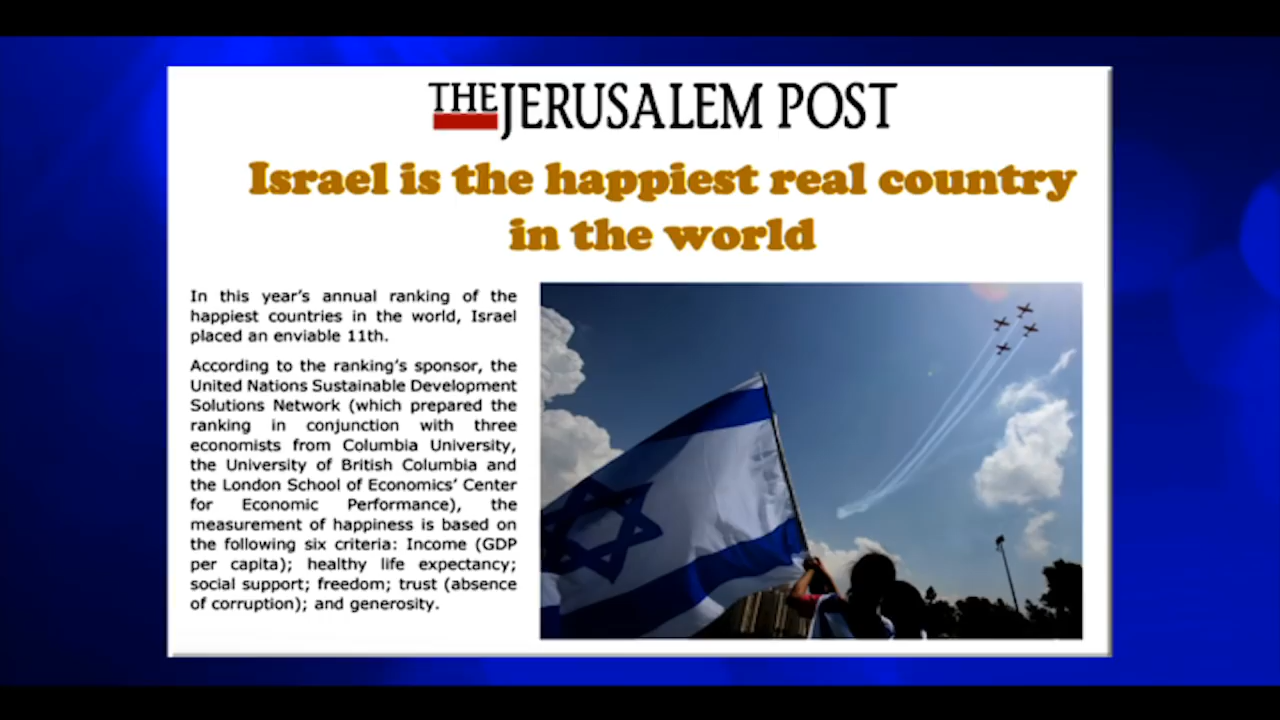 THE JERUSALEM POST
Israel is the happiest real country
in the world
In this year's annual ranking of the
happiest countries in the world, Israel
placed an enviable 11th.
According to the ranking's sponsor, the
United Nations Sustainable Development
Solutions Network (which prepared the
ranking in conjunction with three
economists from Columbia University,
the University of British Columbia and
the London School of Economics' Center
for Economic Performance), the
measurement of happiness is based on
the following six criteria: Income (GDP
per capita); healthy life expectancy;
social support; freedom; trust (absence
of corruption); and generosity.